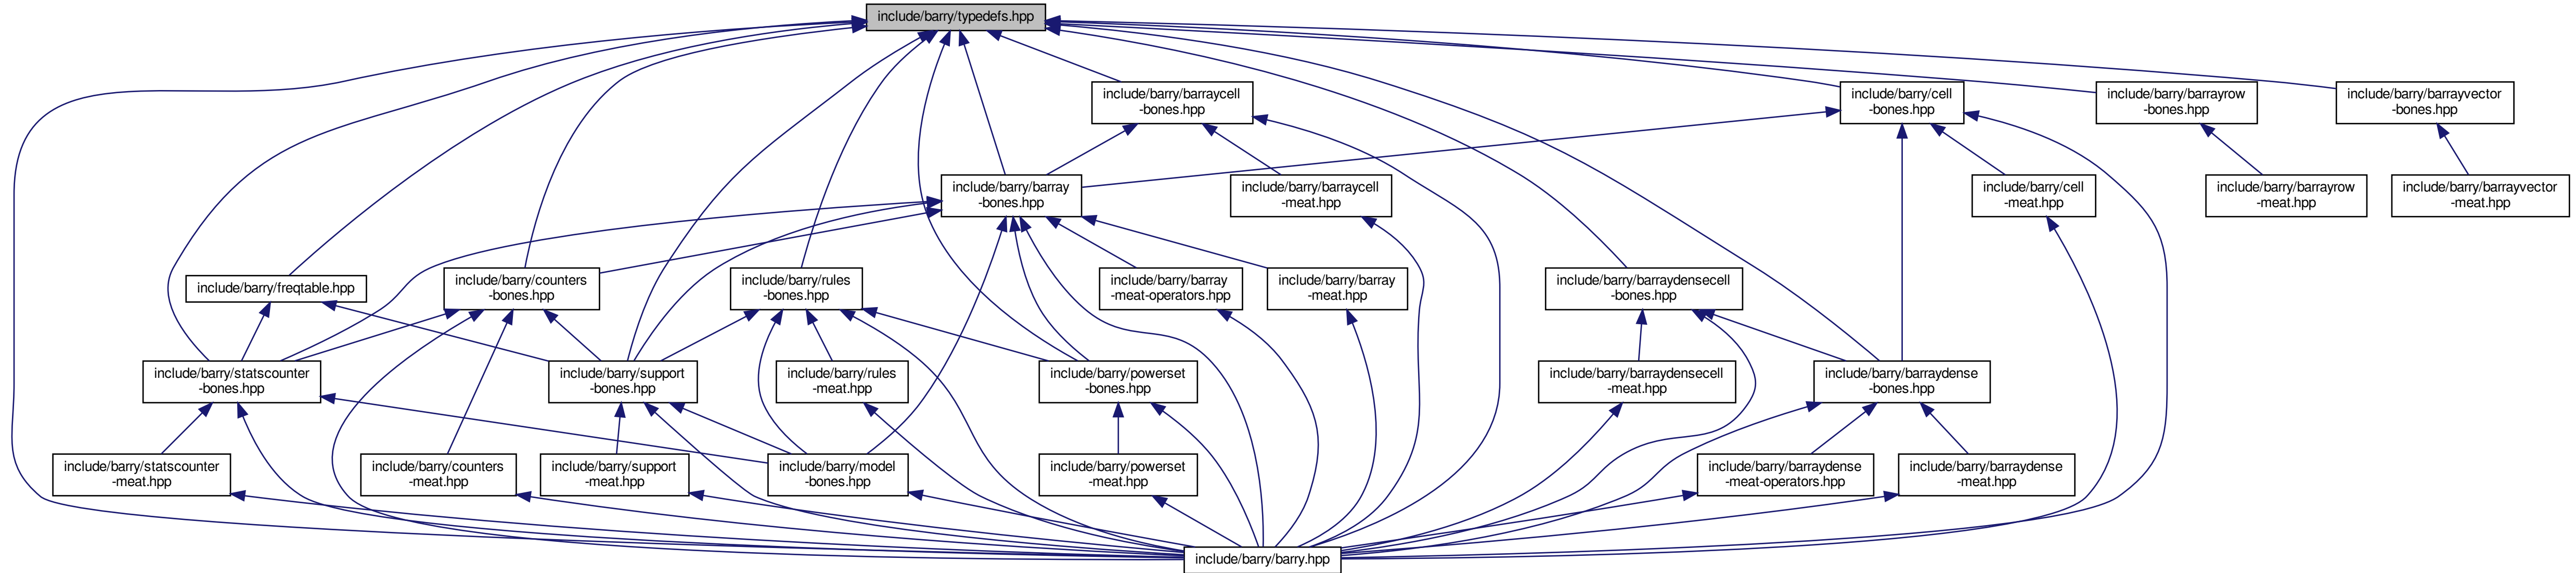 include/barry/typedefs.hpp
include/barry/barraycell
-bones.hpp
include/barry/cell
-bones.hpp
include/barry/barrayrow
-bones.hpp
include/barry/barrayvector
-bones.hpp
include/barry/barray
-bones.hpp
include/barry/barraycell
-meat.hpp
include/barry/cell
-meat.hpp
include/barry/barrayrow
-meat.hpp
include/barry/barrayvector
-meat.hpp
include/barry/freqtable.hpp
include/barry/counters
-bones.hpp
include/barry/rules
-bones.hpp
include/barry/barray
-meat-operators.hpp
include/barry/barray
-meat.hpp
include/barry/barraydensecell
-bones.hpp
include/barry/statscounter
-bones.hpp
include/barry/support
-bones.hpp
include/barry/rules
-meat.hpp
include/barry/powerset
-bones.hpp
include/barry/barraydensecell
-meat.hpp
include/barry/barraydense
-bones.hpp
include/barry/statscounter
-meat.hpp
include/barry/counters
-meat.hpp
include/barry/support
-meat.hpp
include/barry/model
-bones.hpp
include/barry/powerset
-meat.hpp
include/barry/barraydense
-meat-operators.hpp
include/barry/barraydense
-meat.hpp
include/barry/barry.hpp